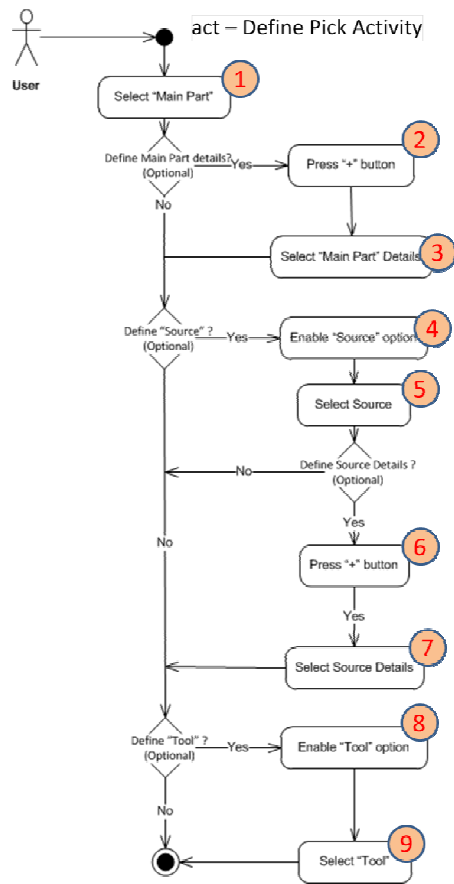 act – Define Pick Activity
User
1
Select "Main Part"
Define Main Part details?
(Optional)
Yes
2
Press "+" button
No
3
Select "Main Part" Details
Define "Source" ?
(Optional)
Yes
4
Enable "Source" option
5
Select Source
Define Source Details ?
(Optional)
No
Yes
No
6
Press "+" button
Yes
7
Select Source Details
Define "Tool" ?
(Optional)
Yes
8
Enable "Tool" option
No
9
Select "Tool"